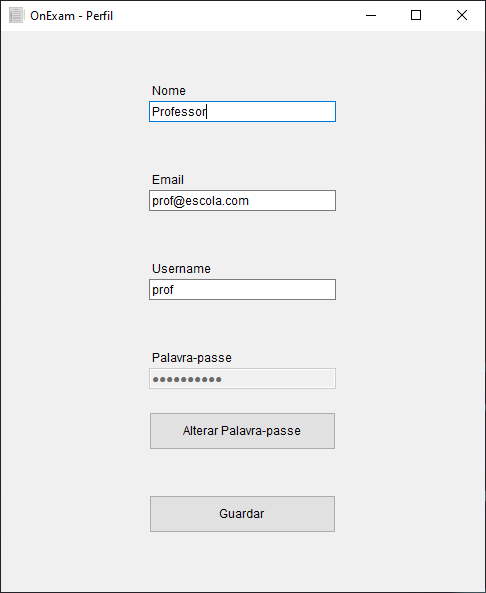 OnExam - Perfil
Nome
Professor
Email
prof@escola.com
Username
prof
Palavra-passe
●●●●●●●●●●
Alterar Palavra-passe
Guardar